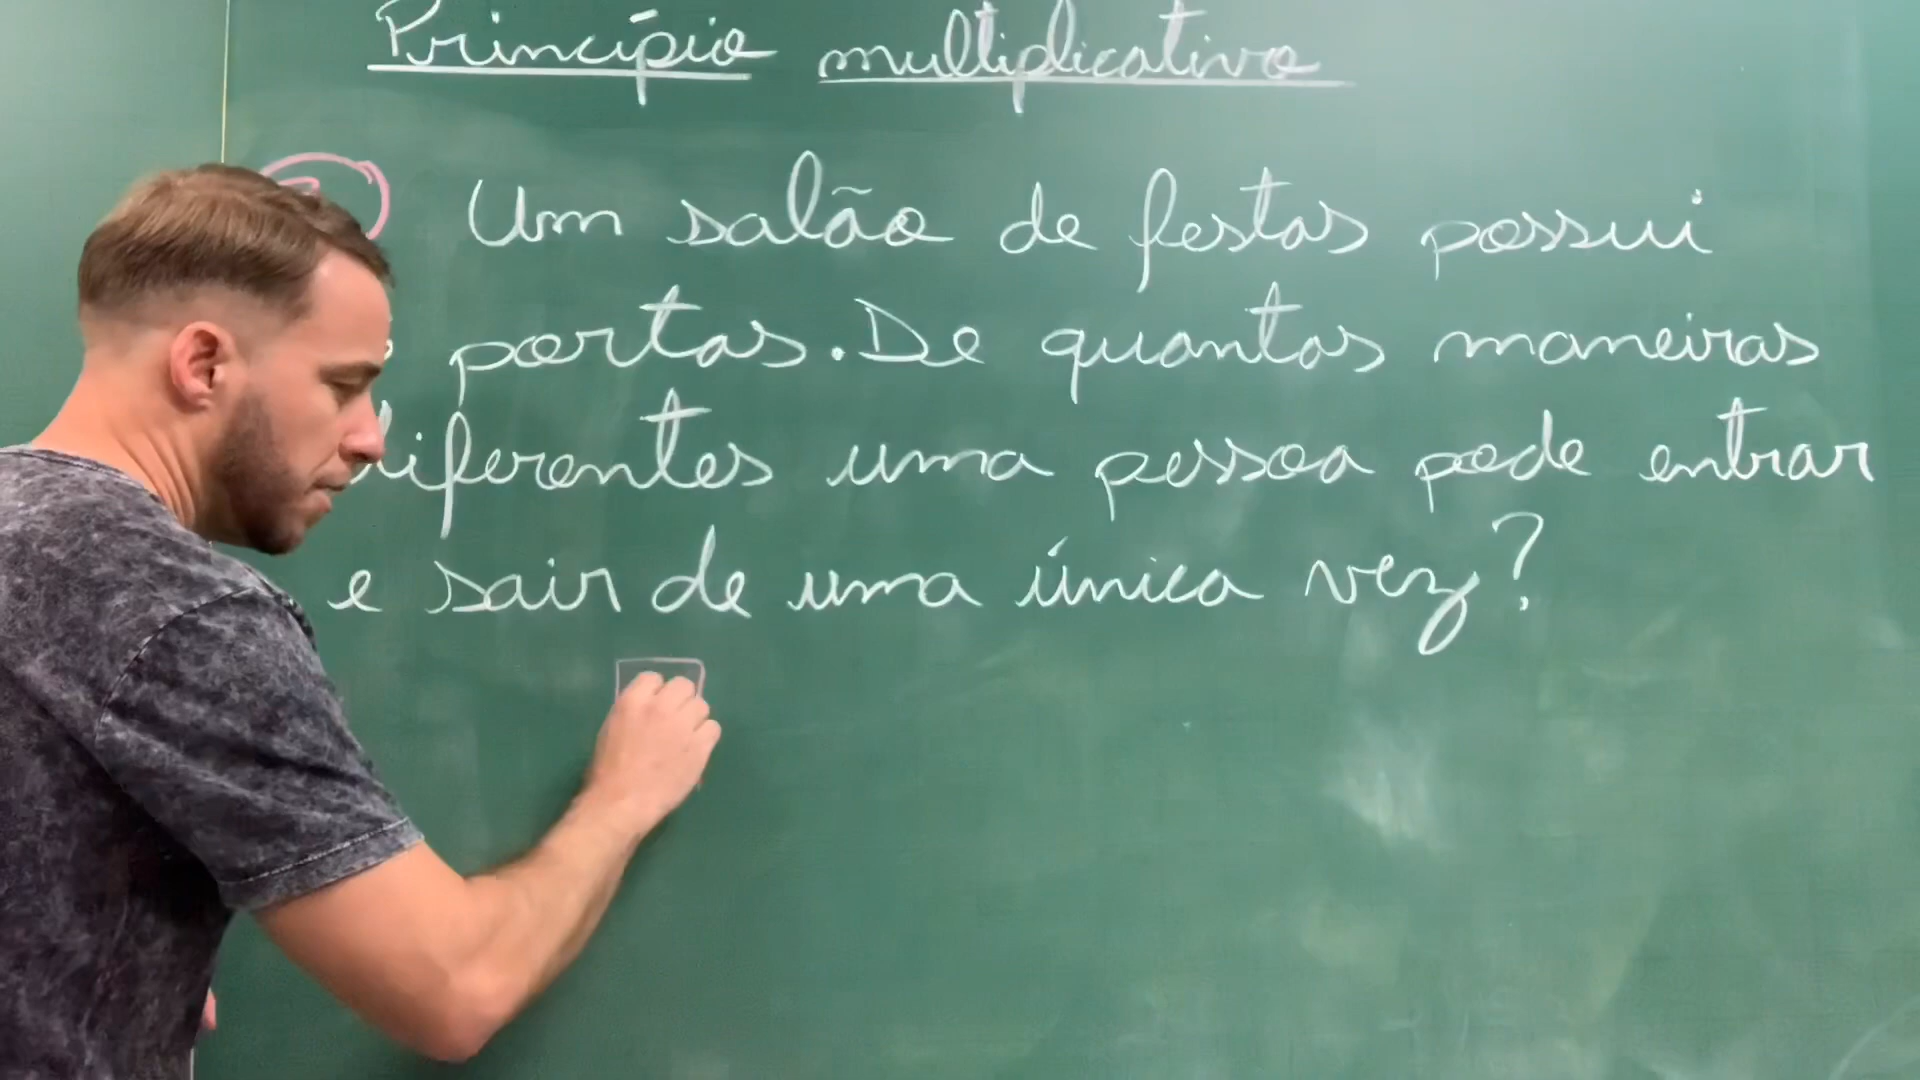 Princípio multiplicativo
Um salão de festas possui
portas. De quantas maneiras
diferentes uma pessoa pode entrar
e sair de uma única vez?